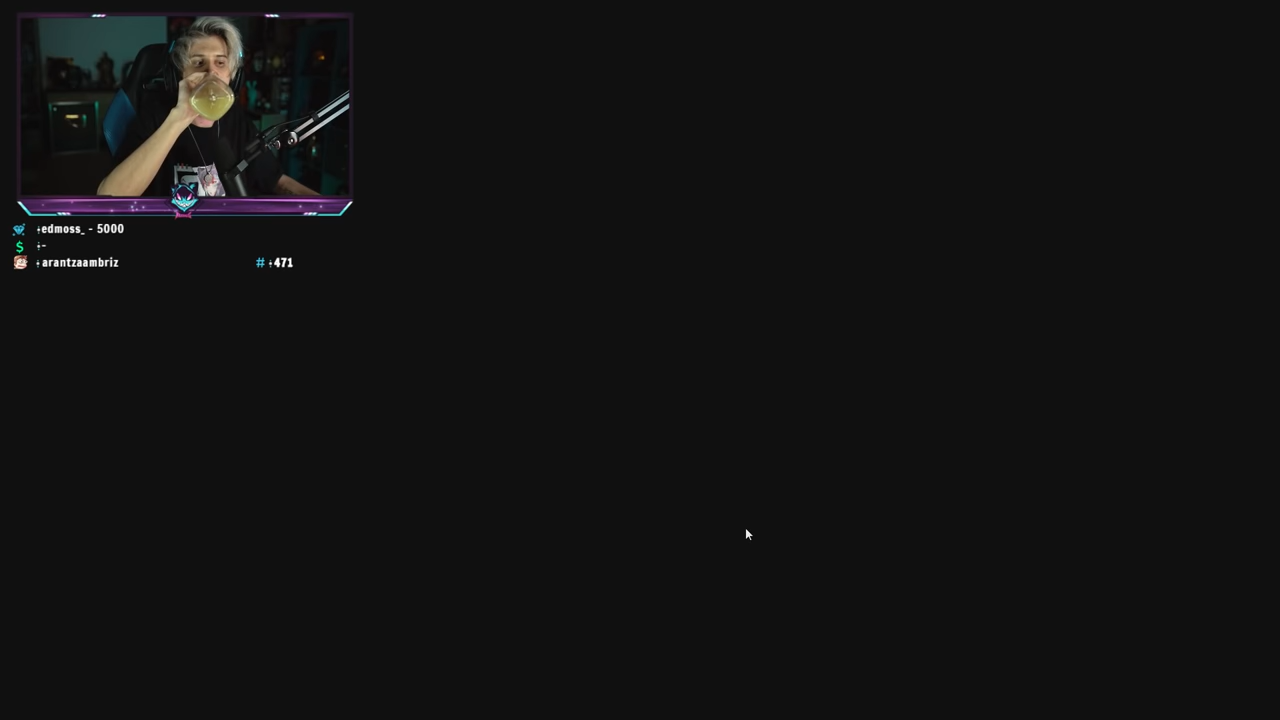 edmoss_ - 5000
$ -
arantzaambriz
# 471